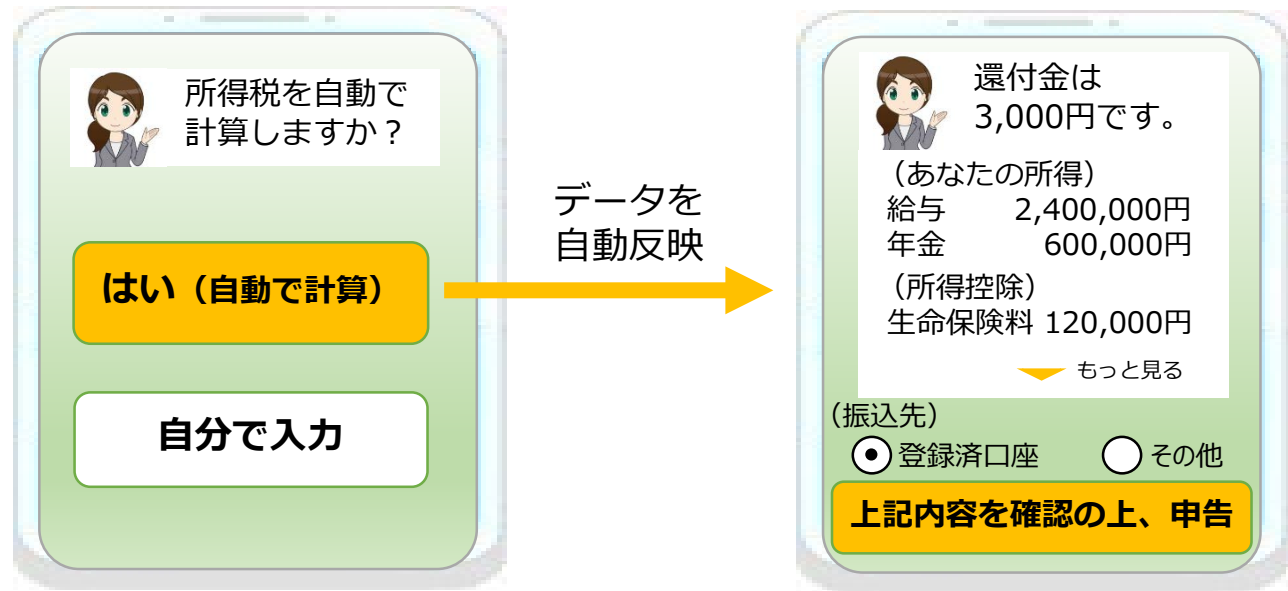 所得税を自動で
計算しますか？
はい（自動で計算）
自分で入力
データを
自動反映
還付金は
3,000円です。
（あなたの所得）
給与 2,400,000円
年金 600,000円
（所得控除）
生命保険料 120,000円
もっと見る
（振込先）
登録済口座 その他
上記内容を確認の上、申告